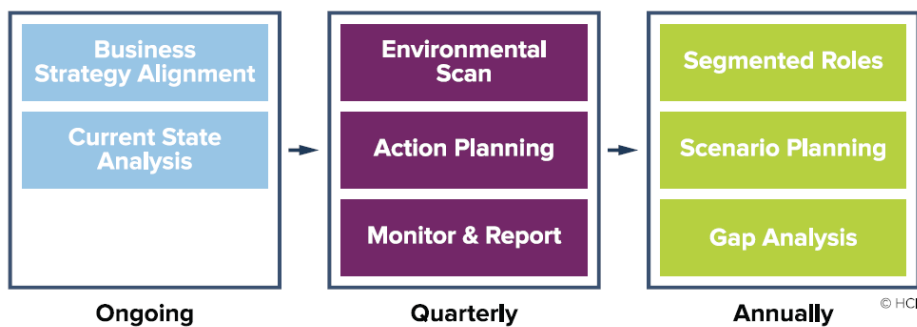 Business
Strategy Alignment
Current State
Analysis
Ongoing
Environmental
Scan
Action Planning
Monitor & Report
Quarterly
Segmented Roles
Scenario Planning
Gap Analysis
Annually
©